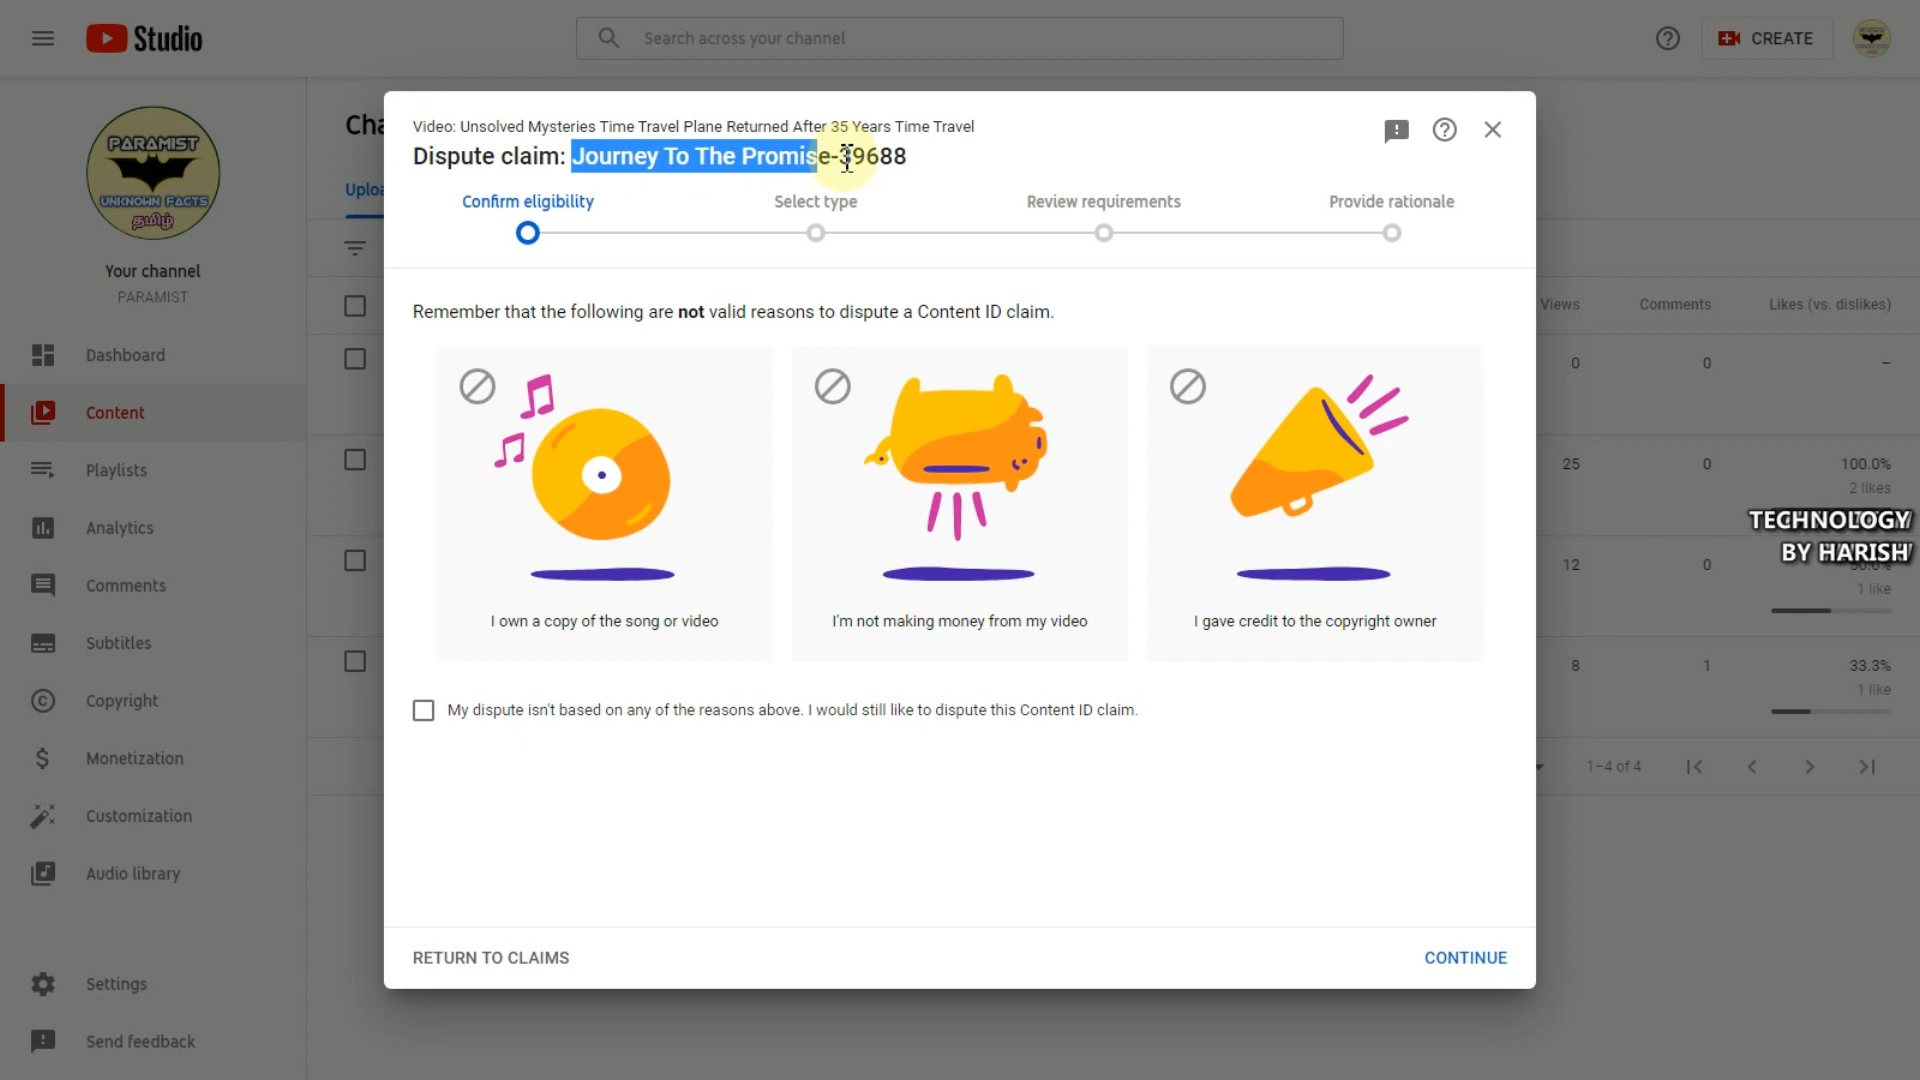 Studio
Search across your channel
CREATE
PARAMIST
UNKNOWN FACTS
தமிழ்
Your channel
PARAMIST
Dashboard
Content
Playlists
Analytics
Comments
Subtitles
Copyright
Monetization
Customization
Audio library
Settings
Send feedback
Cha
Uploa
Video: Unsolved Mysteries Time Travel Plane Returned After 35 Years Time Travel
Dispute claim: Journey To The Promise-39688
Confirm eligibility
Select type
Review requirements
Provide rationale
Remember that the following are not valid reasons to dispute a Content ID claim.
I own a copy of the song or video
I'm not making money from my video
I gave credit to the copyright owner
My dispute isn't based on any of the reasons above. I would still like to dispute this Content ID claim.
RETURN TO CLAIMS
CONTINUE
Views
Comments
Likes (vs. dislikes)
0
0
–
25
0
100.0%
2 likes
TECHNOLOGY
BY HARISH
12
0
1 like
8
1
33.3%
1 like
1–4 of 4